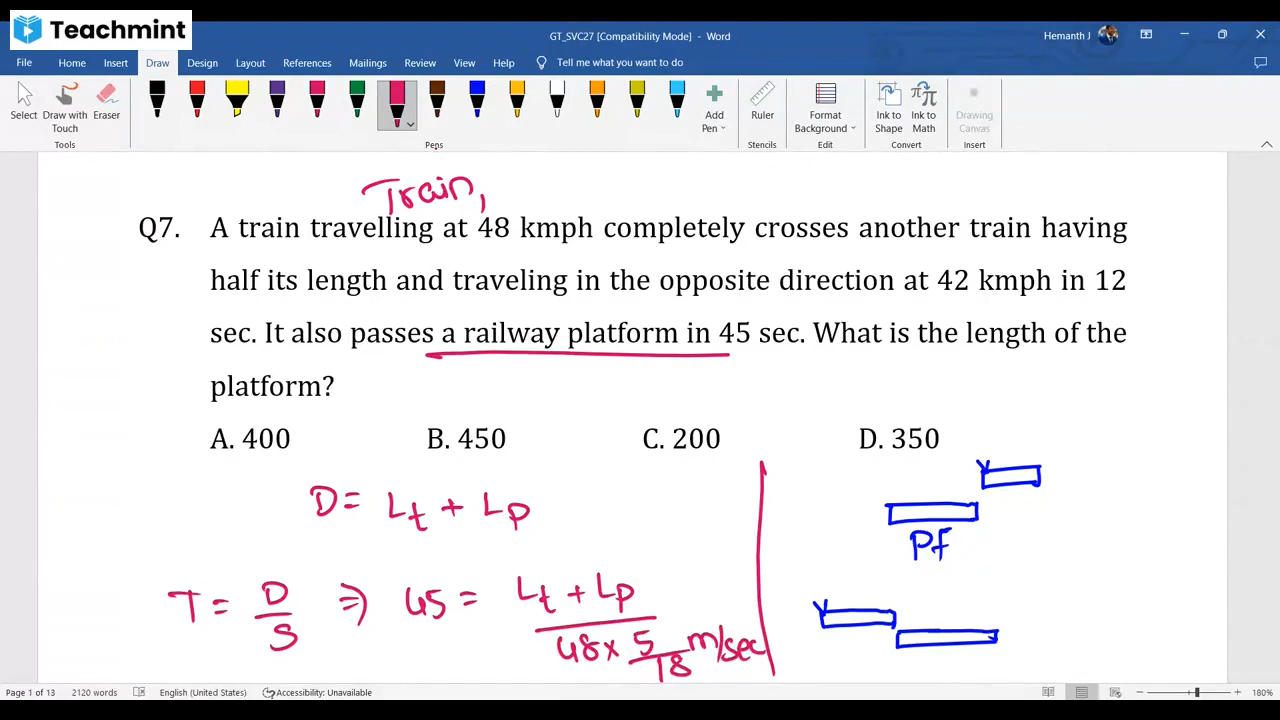 Teachmint
GT_SVC27 [Compatibility Mode] - Word
Hemanth J
File Home Insert Draw Design Layout References Mailings Review View Help Tell me what you want to do
Select Draw with Touch Eraser Add Pen Ruler Format Background Ink to Shape Ink to Math Drawing Canvas
Tools Pens Stencils Edit Convert Insert
Train,
Q7. A train travelling at 48 kmph completely crosses another train having
half its length and traveling in the opposite direction at 42 kmph in 12
sec. It also passes a railway platform in 45 sec. What is the length of the
platform?
A. 400 B. 450 C. 200 D. 350
D = Lt + Lp
Pf
T = D/S ⇒ 45 = Lt + Lp / 48 x 5/18 m/sec
Page 1 of 13 2120 words English (United States) Accessibility: Unavailable 180%